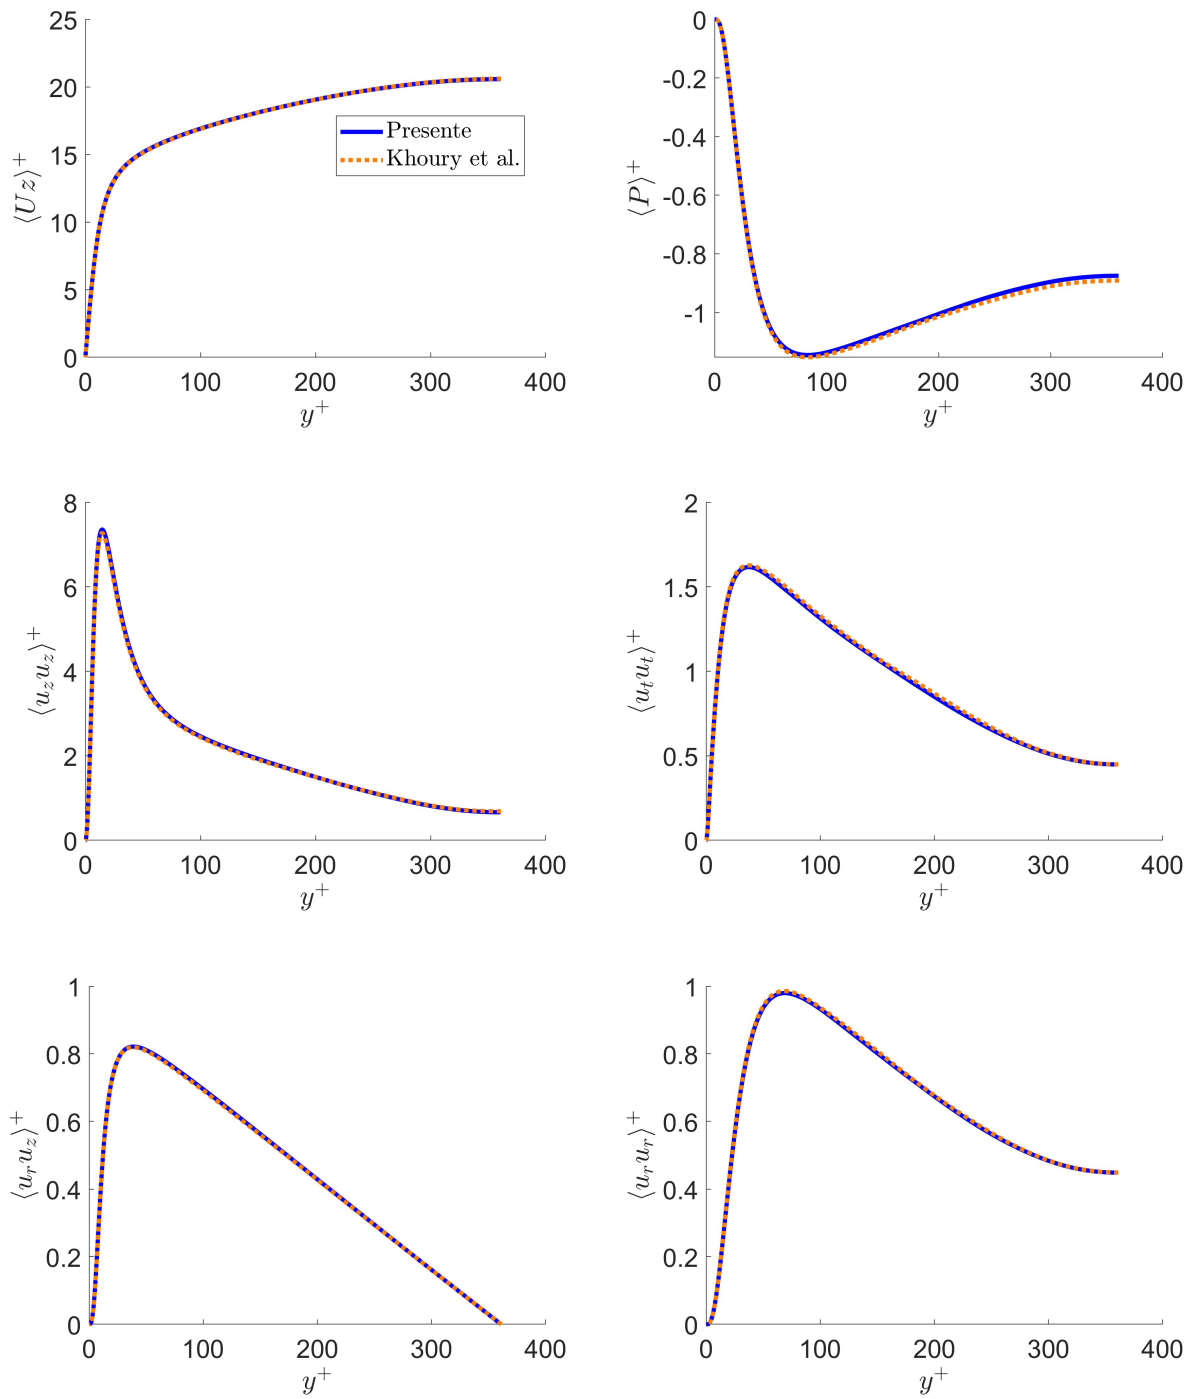 25
20
15
10
5
0
0 100 200 300 400
y⁺
⟨Uz⟩⁺
Presente
Khoury et al.
0
-0.2
-0.4
-0.6
-0.8
-1
0 100 200 300 400
y⁺
⟨P⟩⁺
8
6
4
2
0
0 100 200 300 400
y⁺
⟨u_z u_z⟩⁺
2
1.5
1
0.5
0
0 100 200 300 400
y⁺
⟨u_t u_t⟩⁺
1
0.8
0.6
0.4
0.2
0
0 100 200 300 400
y⁺
⟨u_r u_z⟩⁺
1
0.8
0.6
0.4
0.2
0
0 100 200 300 400
y⁺
⟨u_r u_r⟩⁺